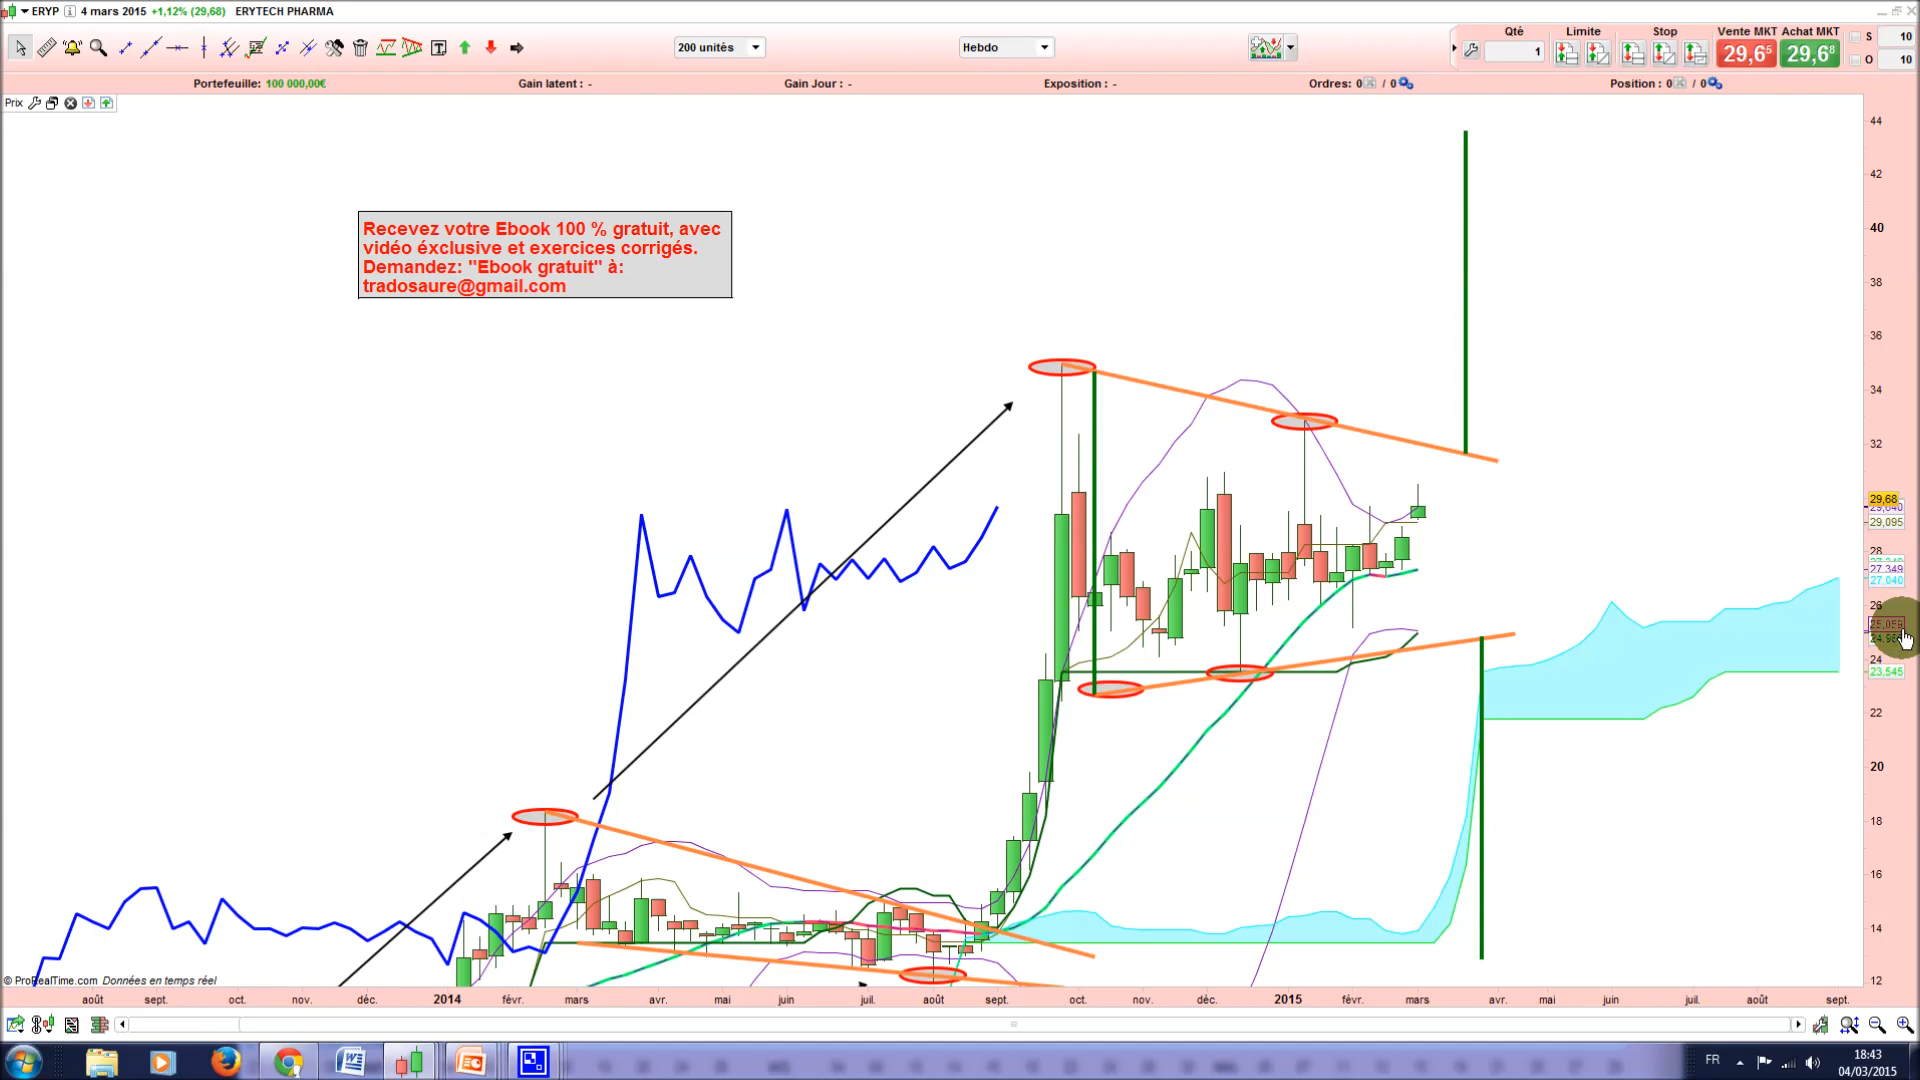 ERYP 4 mars 2015 +1,12% (29,68) ERYTECH PHARMA
200 unités
Hebdo
Qté
1
Limite
Stop
Vente MKT Achat MKT
29,6⁵ 29,6⁸
S 10
O 10
Portefeuille: 100 000,00€
Gain latent : -
Gain Jour : -
Exposition : -
Ordres: 0 / 0
Position : 0 / 0
Prix
Recevez votre Ebook 100 % gratuit, avec
vidéo éxclusive et exercices corrigés.
Demandez: "Ebook gratuit" à:
tradosaure@gmail.com
44
42
40
38
36
34
32
29,68
29,095
28
27,349
27,040
26
25,059
24
23,545
22
20
18
16
14
12
© ProRealTime.com Données en temps réel
août sept. oct. nov. déc. 2014 févr. mars avr. mai juin juil. août sept. oct. nov. déc. 2015 févr. mars avr. mai juin juil. août sept.
FR
18:43
04/03/2015